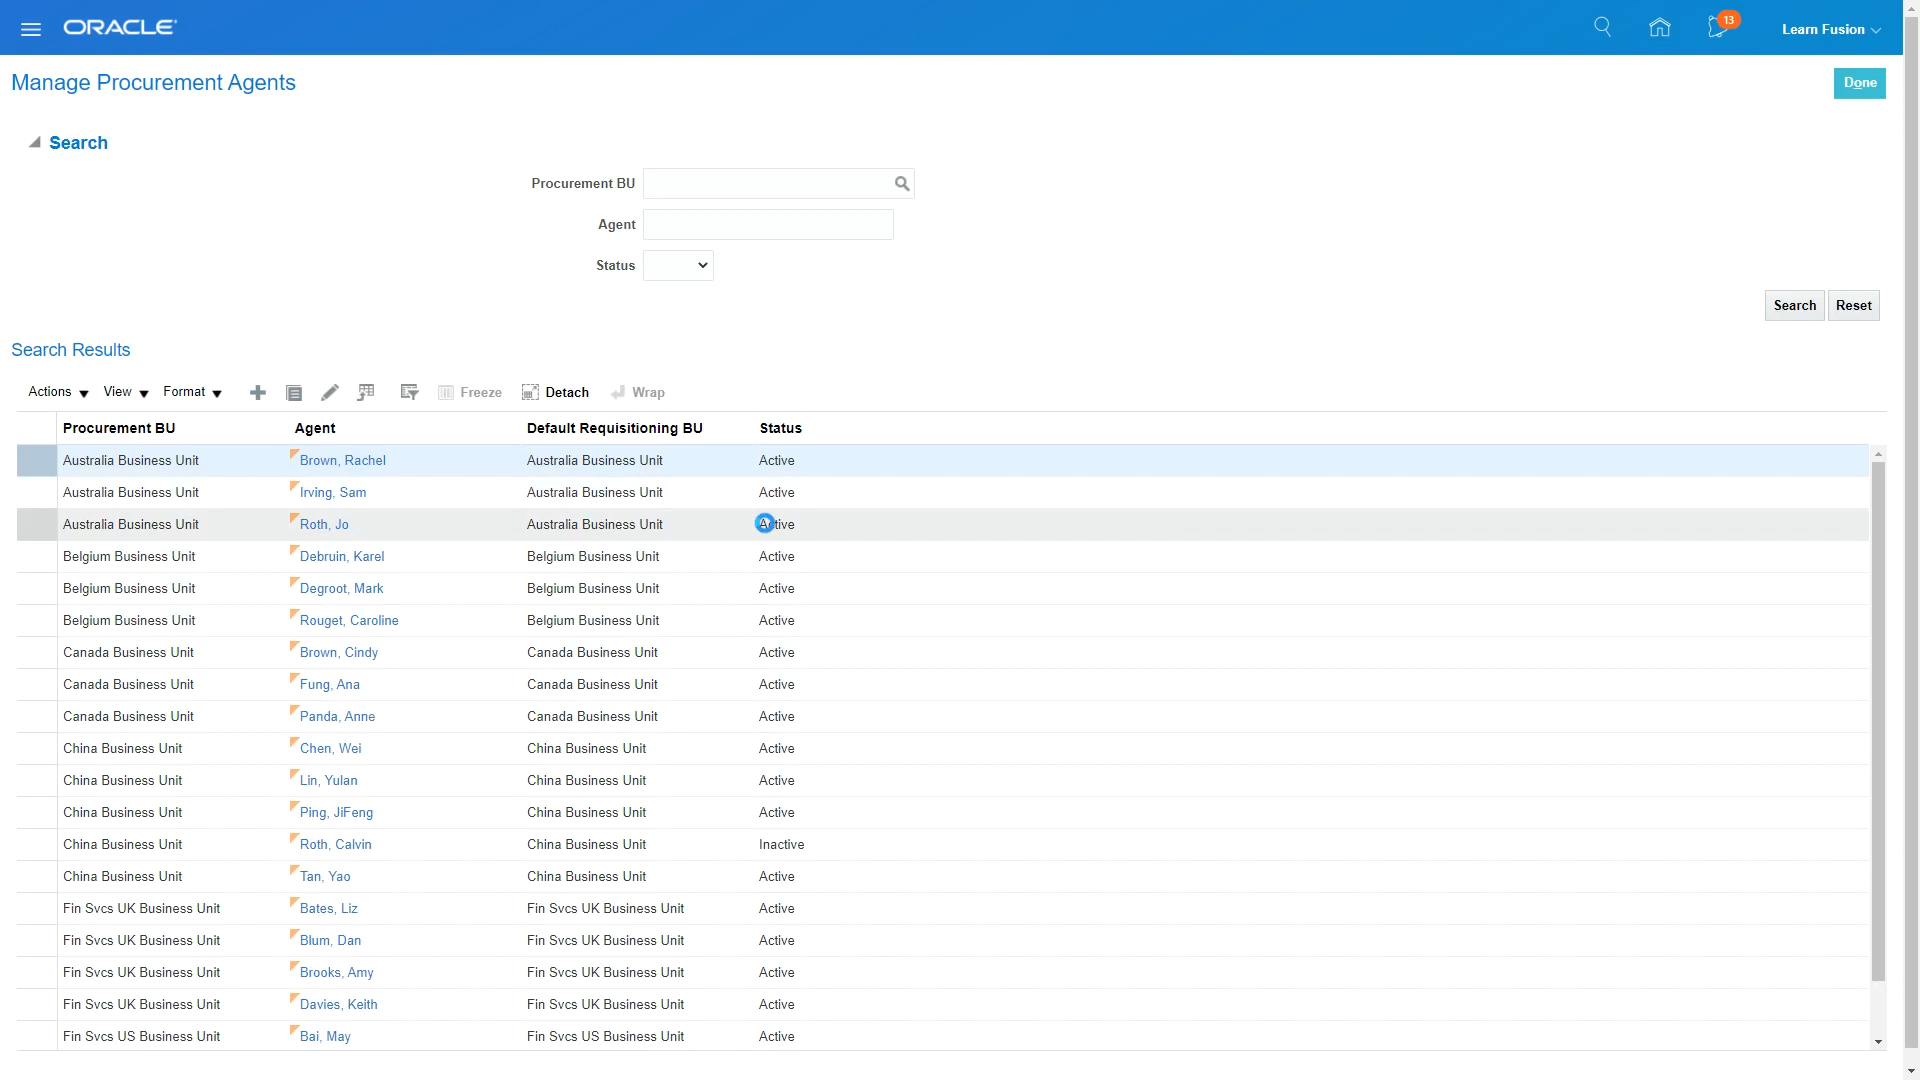 ORACLE
13
Learn Fusion
Manage Procurement Agents
Done
Search
Procurement BU
Agent
Status
Search Reset
Search Results
Actions View Format Freeze Detach Wrap
Procurement BU Agent Default Requisitioning BU Status
Australia Business Unit Brown, Rachel Australia Business Unit Active
Australia Business Unit Irving, Sam Australia Business Unit Active
Australia Business Unit Roth, Jo Australia Business Unit Active
Belgium Business Unit Debruin, Karel Belgium Business Unit Active
Belgium Business Unit Degroot, Mark Belgium Business Unit Active
Belgium Business Unit Rouget, Caroline Belgium Business Unit Active
Canada Business Unit Brown, Cindy Canada Business Unit Active
Canada Business Unit Fung, Ana Canada Business Unit Active
Canada Business Unit Panda, Anne Canada Business Unit Active
China Business Unit Chen, Wei China Business Unit Active
China Business Unit Lin, Yulan China Business Unit Active
China Business Unit Ping, JiFeng China Business Unit Active
China Business Unit Roth, Calvin China Business Unit Inactive
China Business Unit Tan, Yao China Business Unit Active
Fin Svcs UK Business Unit Bates, Liz Fin Svcs UK Business Unit Active
Fin Svcs UK Business Unit Blum, Dan Fin Svcs UK Business Unit Active
Fin Svcs UK Business Unit Brooks, Amy Fin Svcs UK Business Unit Active
Fin Svcs UK Business Unit Davies, Keith Fin Svcs UK Business Unit Active
Fin Svcs US Business Unit Bai, May Fin Svcs US Business Unit Active